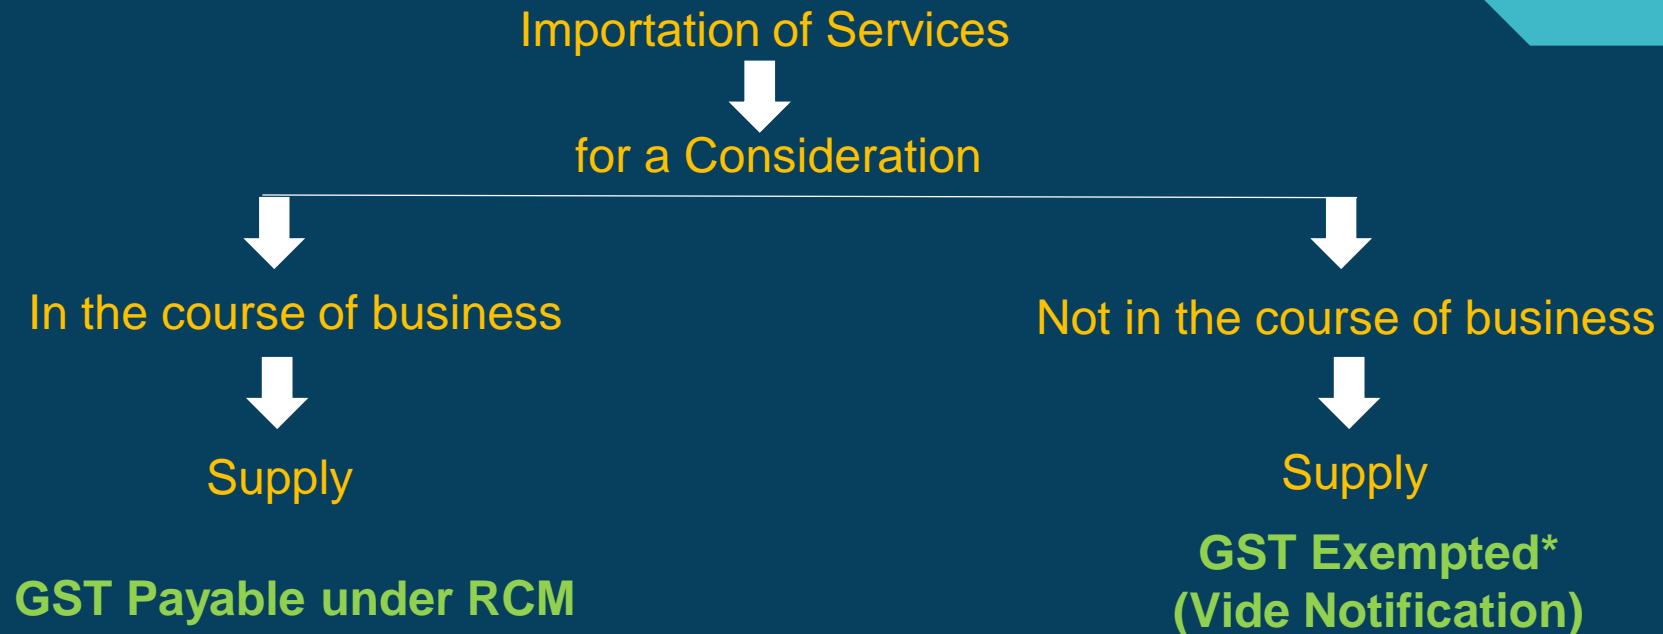 Importation of Services
for a Consideration
In the course of business
Not in the course of business
Supply
Supply
GST Payable under RCM
GST Exempted*
(Vide Notification)